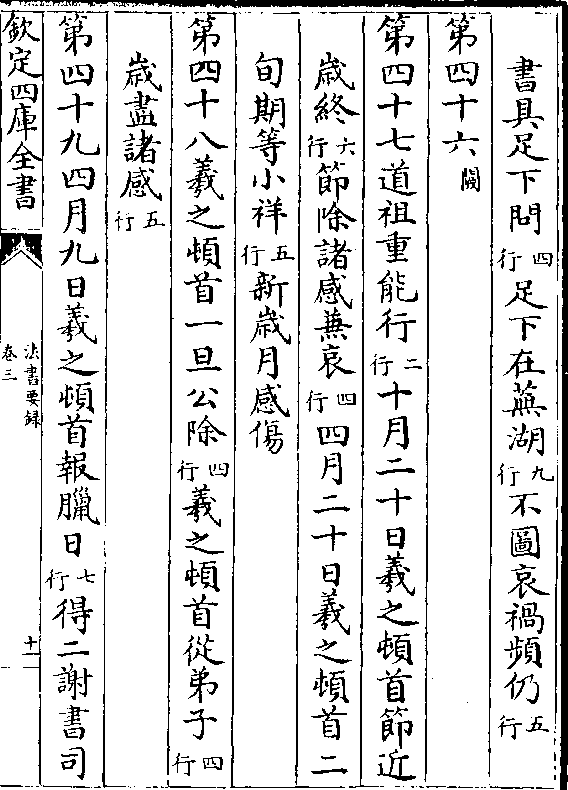 書具足下問四行足下在蕪湖九行不圖哀禍頻仍五行
第四十六闕
第四十七道祖重能行二行十月二十日羲之頓首節近
歲終六行節除諸感兼哀四行四月二十日羲之頓首二
旬期等小祥五行新歲月感傷
第四十八羲之頓首一旦公除四行羲之頓首從弟子四行
歲盡諸感五行
第四十九四月九日羲之頓首報臘日七行得二謝書司
欽定四庫全書
法書要録
卷三
十一